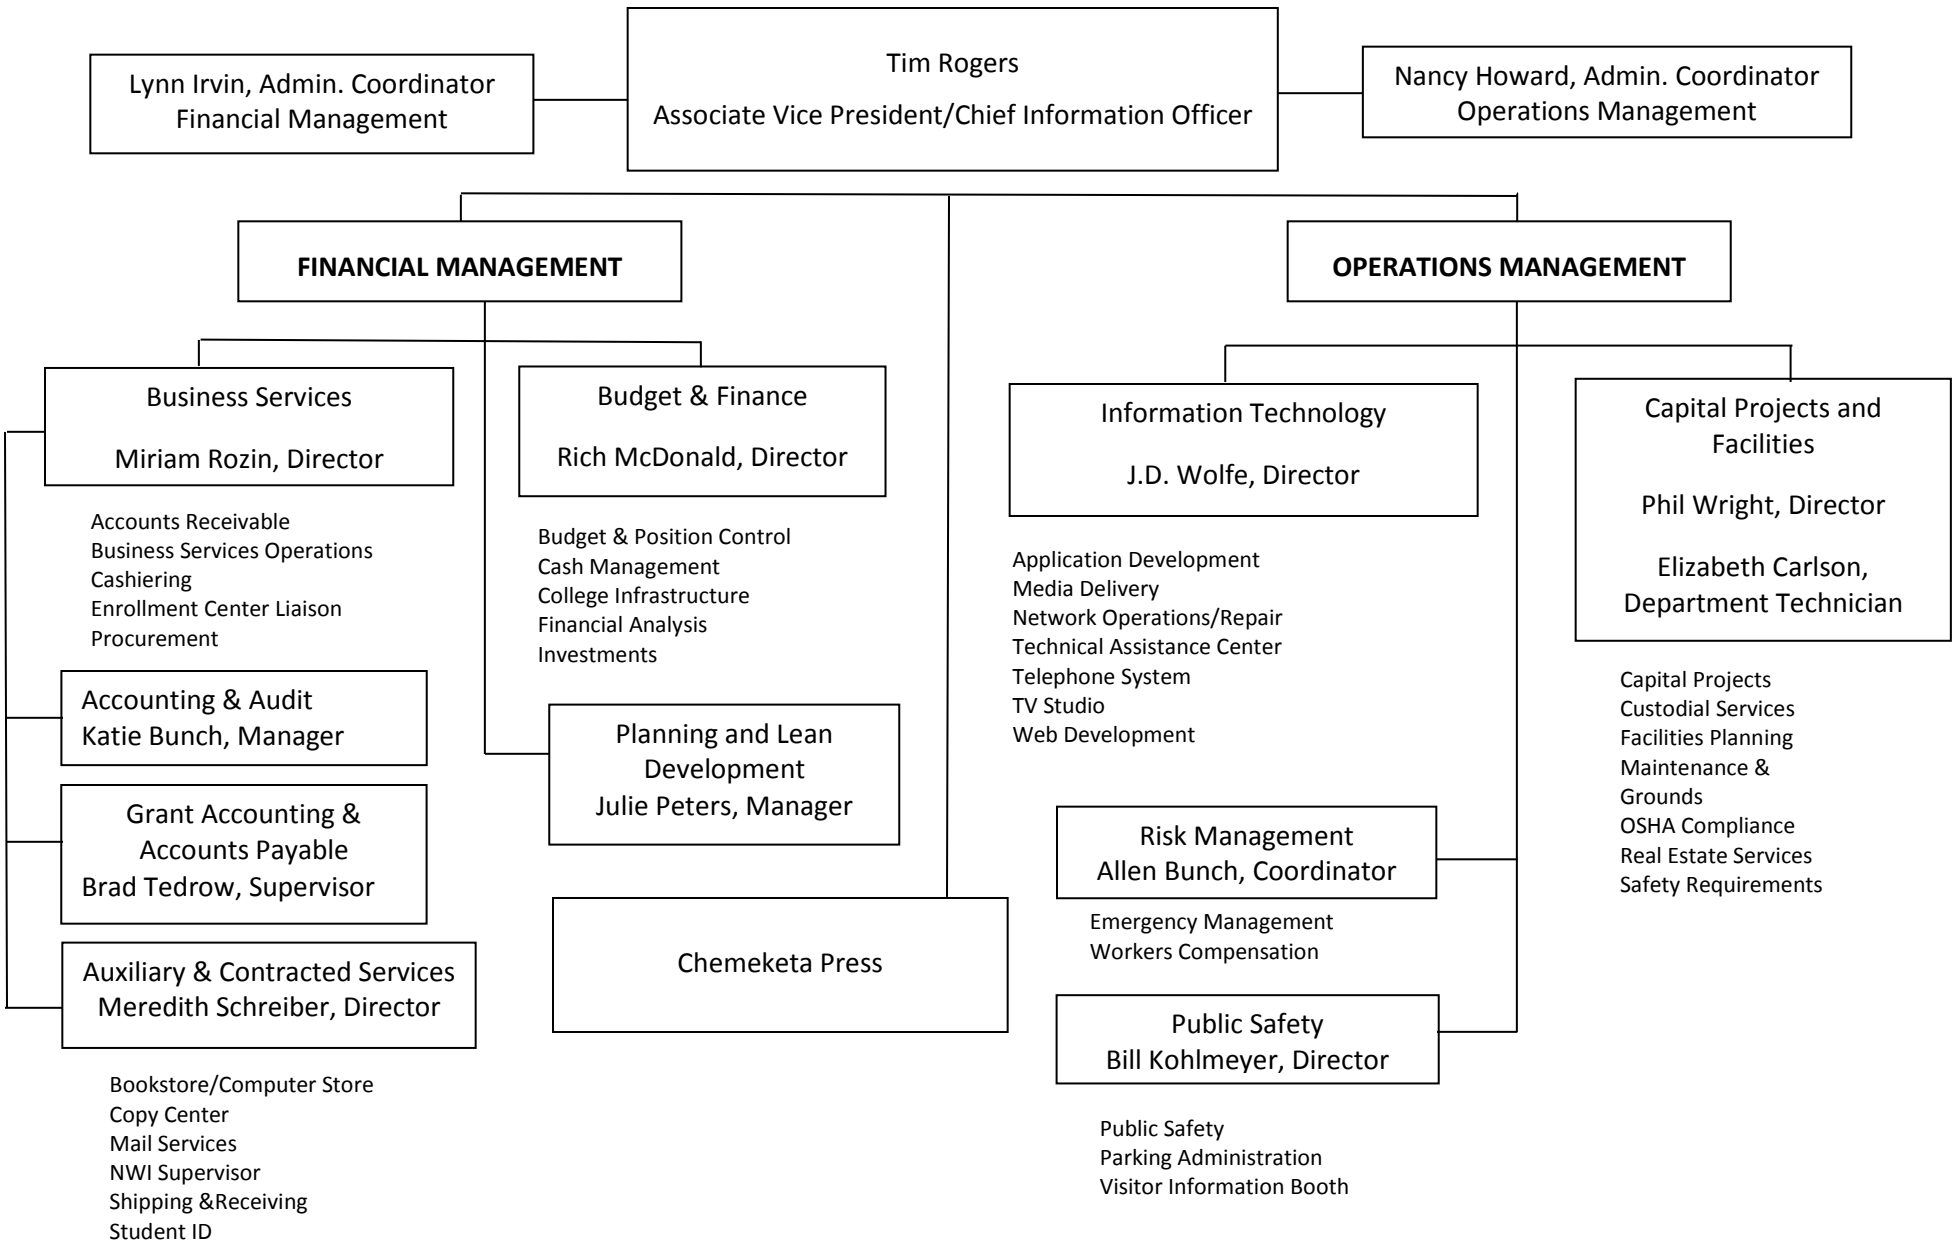 Tim Rogers
Associate Vice President/Chief Information Officer
Lynn Irvin, Admin. Coordinator
Financial Management
Nancy Howard, Admin. Coordinator
Operations Management
FINANCIAL MANAGEMENT
OPERATIONS MANAGEMENT
Business Services
Miriam Rozin, Director
Accounts Receivable
Business Services Operations
Cashiering
Enrollment Center Liaison
Procurement
Accounting & Audit
Katie Bunch, Manager
Grant Accounting &
Accounts Payable
Brad Tedrow, Supervisor
Auxiliary & Contracted Services
Meredith Schreiber, Director
Bookstore/Computer Store
Copy Center
Mail Services
NWI Supervisor
Shipping &Receiving
Student ID
Budget & Finance
Rich McDonald, Director
Budget & Position Control
Cash Management
College Infrastructure
Financial Analysis
Investments
Planning and Lean
Development
Julie Peters, Manager
Chemeketa Press
Information Technology
J.D. Wolfe, Director
Application Development
Media Delivery
Network Operations/Repair
Technical Assistance Center
Telephone System
TV Studio
Web Development
Risk Management
Allen Bunch, Coordinator
Emergency Management
Workers Compensation
Public Safety
Bill Kohlmeyer, Director
Public Safety
Parking Administration
Visitor Information Booth
Capital Projects and
Facilities
Phil Wright, Director
Elizabeth Carlson,
Department Technician
Capital Projects
Custodial Services
Facilities Planning
Maintenance &
Grounds
OSHA Compliance
Real Estate Services
Safety Requirements